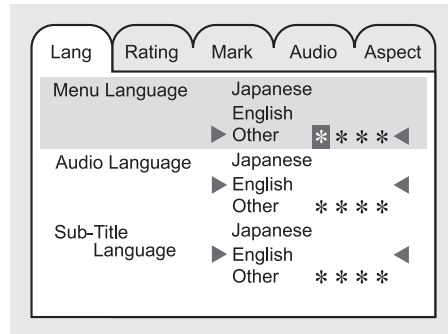 Lang Rating Mark Audio Aspect
Menu Language Japanese
English
▶ Other ＊ ＊ ＊ ＊ ◀
Audio Language Japanese
▶ English ◀
Other ＊ ＊ ＊ ＊
Sub-Title Japanese
Language ▶ English ◀
Other ＊ ＊ ＊ ＊